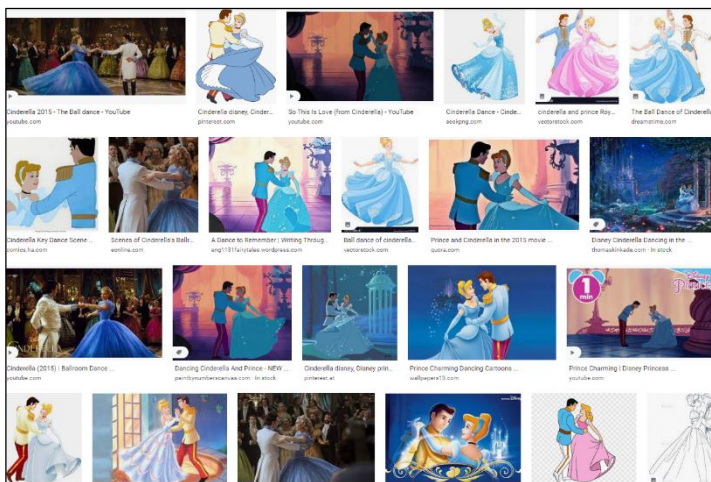 Cinderella 2015 - The Ball dance - YouTube
youtube.com
Cinderella disney, Cinder...
pinterest.com
So This Is Love (from Cinderella) - YouTube
youtube.com
Cinderella Dance - Cinde...
seekpng.com
cinderella and prince Roy...
vectorstock.com
The Ball Dance of Cinderell
dreamstime.com
Cinderella Key Dance Scene ...
comics.ha.com
Scenes of Cinderella's Ballr...
eonline.com
A Dance to Remember | Writing Throug...
eng1131fairytales.wordpress.com
Ball dance of cinderella...
vectorstock.com
Prince and Cinderella in the 2015 movie ...
quora.com
Disney Cinderella Dancing in the ...
thomaskinkade.com · In stock
Cinderella (2015) | Ballroom Dance ...
youtube.com
Dancing Cinderella And Prince - NEW ...
paintbynumberscanvas.com · In stock
Cinderella disney, Disney prin...
pinterest.at
Prince Charming Dancing Cartoons ...
wallpapers13.com
1
min
Prince Charming | Disney Princess ...
youtube.com